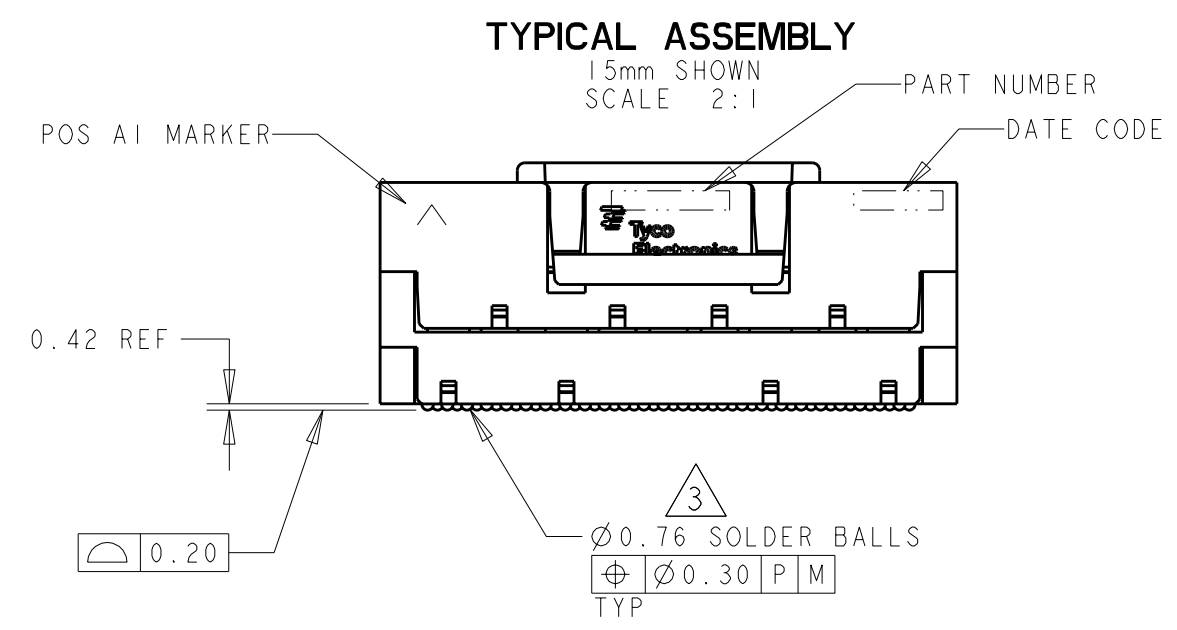 TYPICAL ASSEMBLY
15mm SHOWN
SCALE 2:1
PART NUMBER
POS A1 MARKER
DATE CODE
Tyco
Electronics
0.42 REF
3
⌓ 0.20
Ø0.76 SOLDER BALLS
⌖ Ø0.30 P M
TYP